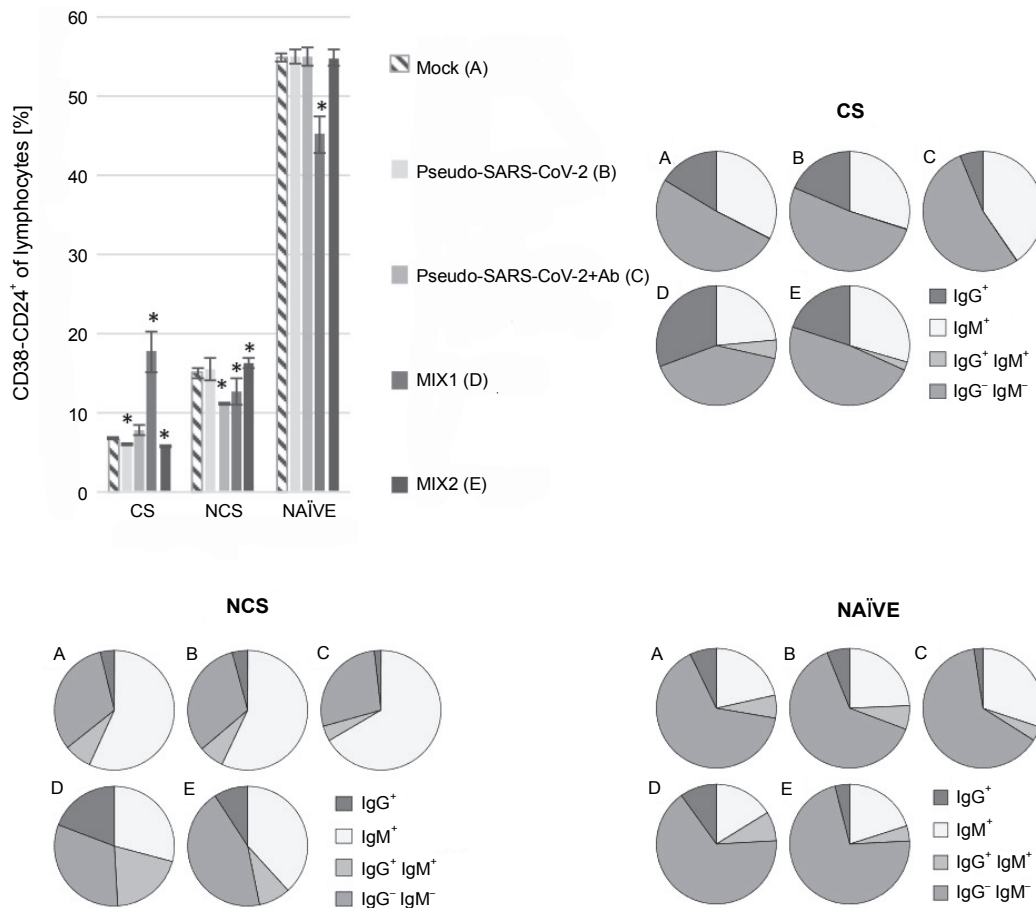 CD38-CD24⁺ of lymphocytes [%]
60
50
40
30
20
10
0
*
*
*
*
*
*
*
CS
NCS
NAÏVE
Mock (A)
Pseudo-SARS-CoV-2 (B)
Pseudo-SARS-CoV-2+Ab (C)
MIX1 (D)
MIX2 (E)
CS
A
B
C
D
E
IgG⁺
IgM⁺
IgG⁺ IgM⁺
IgG⁻ IgM⁻
NCS
A
B
C
D
E
IgG⁺
IgM⁺
IgG⁺ IgM⁺
IgG⁻ IgM⁻
NAÏVE
A
B
C
D
E
IgG⁺
IgM⁺
IgG⁺ IgM⁺
IgG⁻ IgM⁻